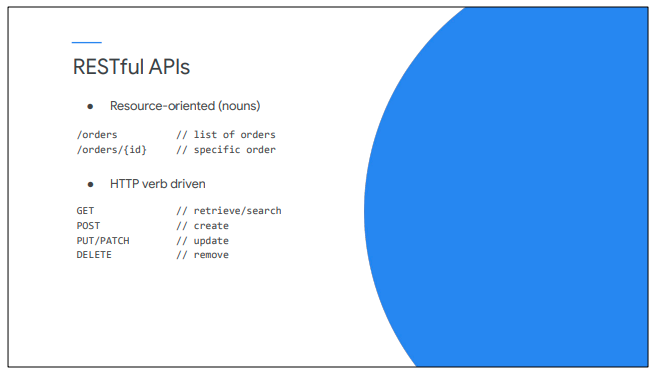 RESTful APIs
● Resource-oriented (nouns)
/orders // list of orders
/orders/{id} // specific order
● HTTP verb driven
GET // retrieve/search
POST // create
PUT/PATCH // update
DELETE // remove